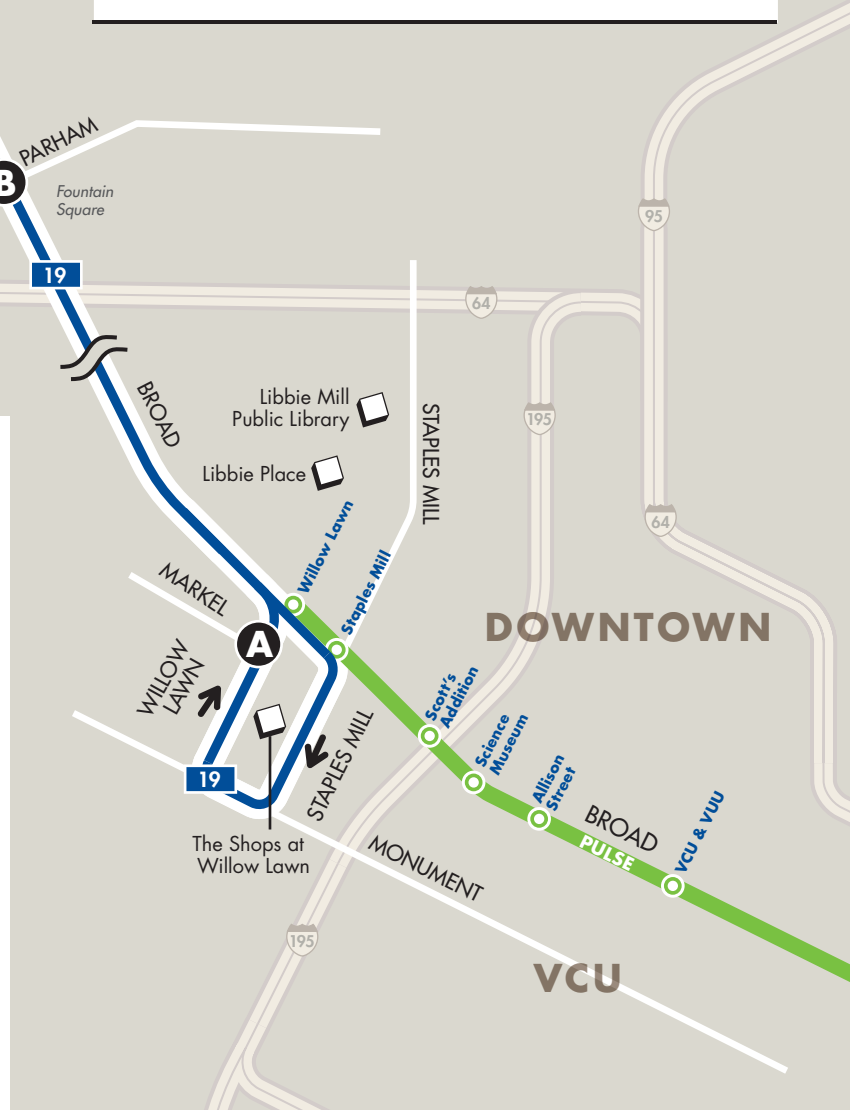 PARHAM
B
Fountain
Square
95
19
64
BROAD
Libbie Mill
Public Library
STAPLES MILL
195
Libbie Place
Willow Lawn
64
Staples Mill
MARKEL
DOWNTOWN
A
WILLOW
LAWN
Scott's
Addition
Science
Museum
19
STAPLES MILL
Allison
Street
BROAD
PULSE
VCU & VUU
The Shops at
Willow Lawn
MONUMENT
195
VCU